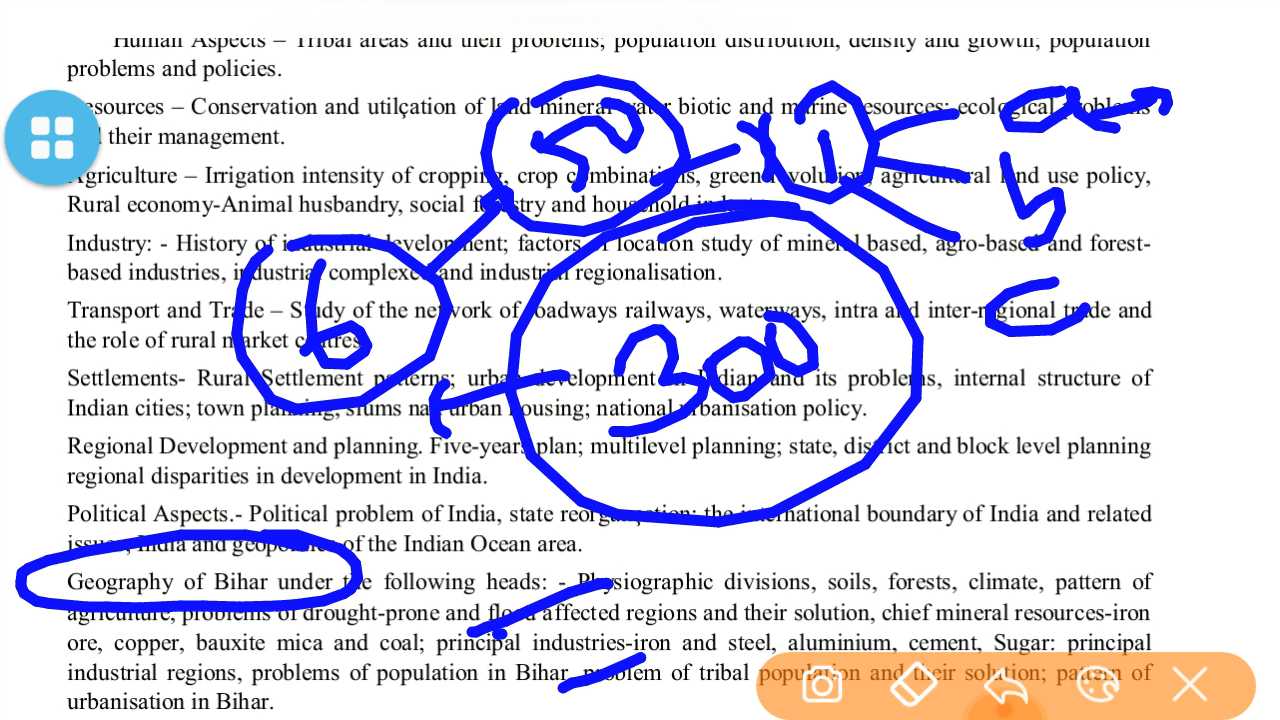 Human Aspects – Tribal areas and their problems; population distribution, density and growth; population
problems and policies.
Resources – Conservation and utilçation of land mineral water biotic and marine resources; ecological problems
and their management.
Agriculture – Irrigation intensity of cropping, crop combinations, green revolution, agricultural land use policy,
Rural economy-Animal husbandry, social forestry and household
Industry: - History of industrial development; factors of location study of mineral based, agro-based and forest-
based industries, industrial complexes and industrial regionalisation.
Transport and Trade – Study of the network of roadways railways, waterways, intra and inter-regional trade and
the role of rural market centres.
Settlements- Rural Settlement patterns; urban development in Indian and its problems, internal structure of
Indian cities; town planning, slums nad urban housing; national urbanisation policy.
Regional Development and planning. Five-years plan; multilevel planning; state, district and block level planning
regional disparities in development in India.
Political Aspects.- Political problem of India, state the international boundary of India and related
issues; India and geopolitics of the Indian Ocean area.
Geography of Bihar under the following heads: - Physiographic divisions, soils, forests, climate, pattern of
agriculture, problems of drought-prone and flood affected regions and their solution, chief mineral resources-iron
ore, copper, bauxite mica and coal; principal industries-iron and steel, aluminium, cement, Sugar: principal
industrial regions, problems of population in Bihar, problem of tribal population and their solution; pattern of
urbanisation in Bihar.
1
b
c
6
300